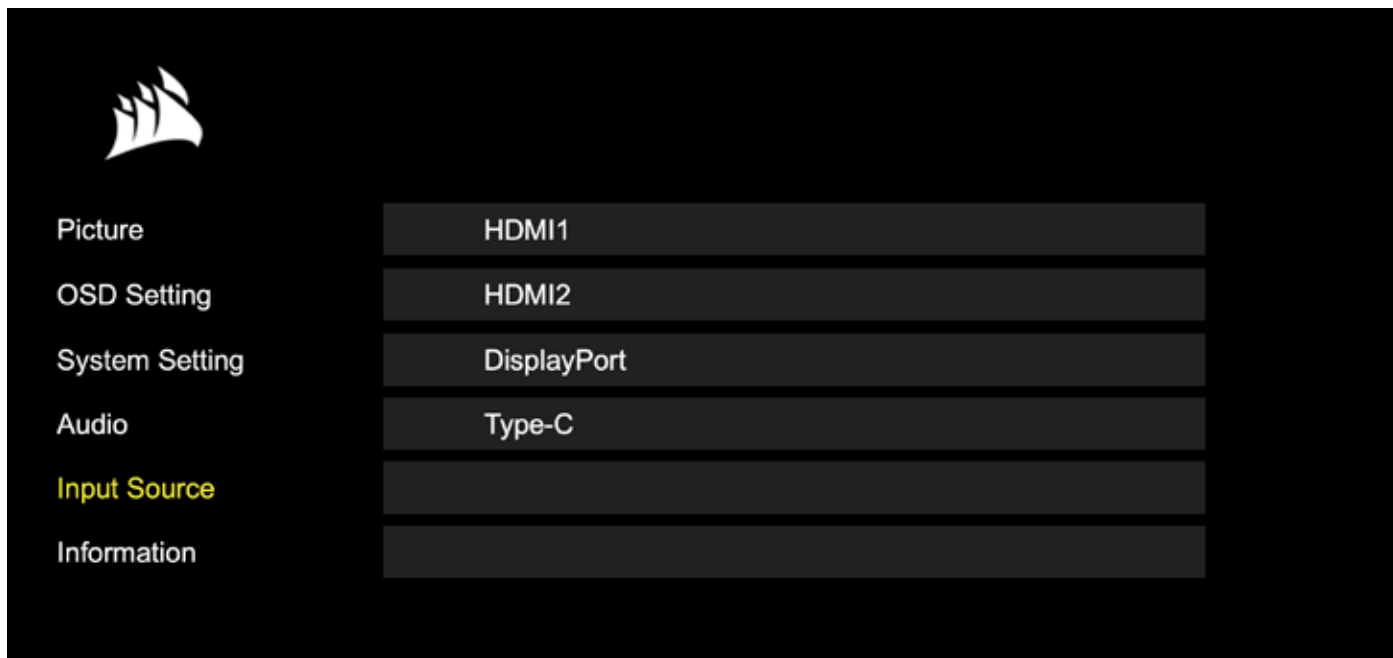 Picture
HDMI1
OSD Setting
HDMI2
System Setting
DisplayPort
Audio
Type-C
Input Source
Information